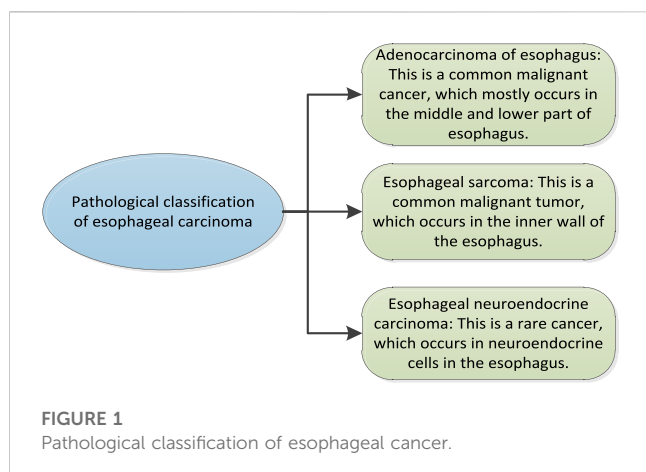 Adenocarcinoma of esophagus:
This is a common malignant
cancer, which mostly occurs in
the middle and lower part of
esophagus.
Pathological classification
of esophageal carcinoma
Esophageal sarcoma: This is a
common malignant tumor,
which occurs in the inner wall of
the esophagus.
Esophageal neuroendocrine
carcinoma: This is a rare cancer,
which occurs in neuroendocrine
cells in the esophagus.
FIGURE 1
Pathological classification of esophageal cancer.